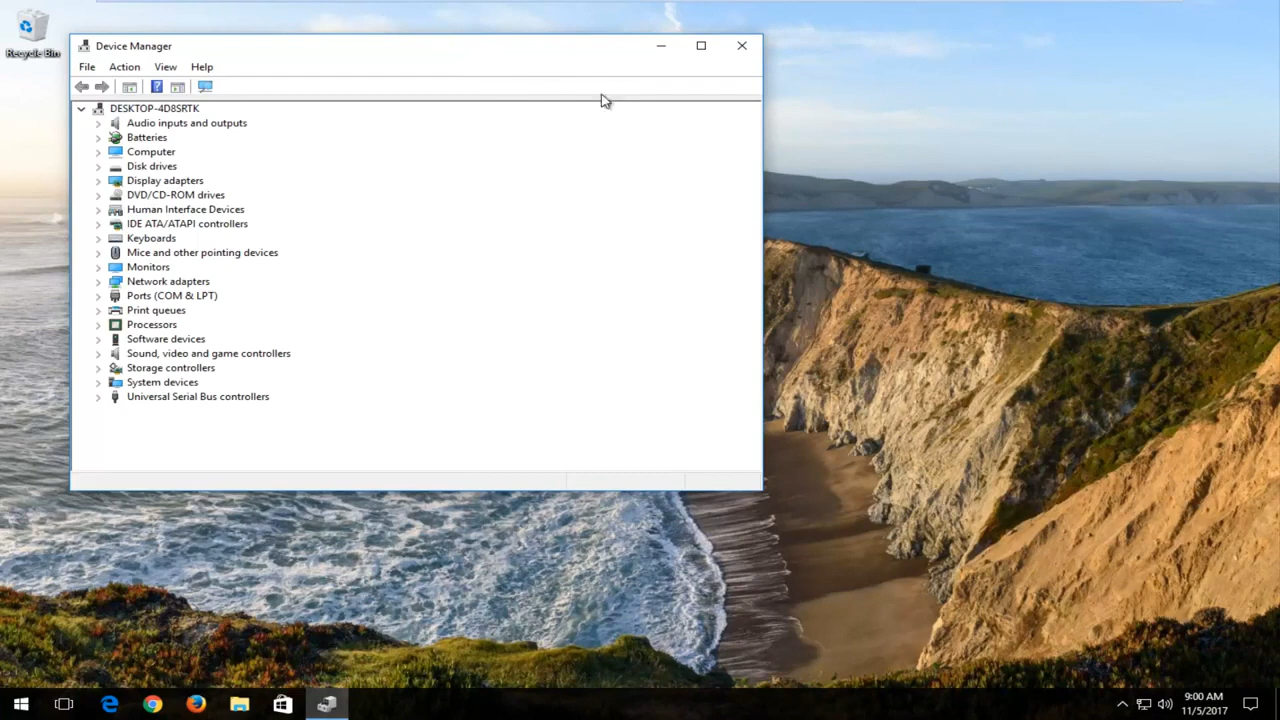 Recycle Bin
Device Manager
File Action View Help
DESKTOP-4D8SRTK
Audio inputs and outputs
Batteries
Computer
Disk drives
Display adapters
DVD/CD-ROM drives
Human Interface Devices
IDE ATA/ATAPI controllers
Keyboards
Mice and other pointing devices
Monitors
Network adapters
Ports (COM & LPT)
Print queues
Processors
Software devices
Sound, video and game controllers
Storage controllers
System devices
Universal Serial Bus controllers
9:00 AM
11/5/2017